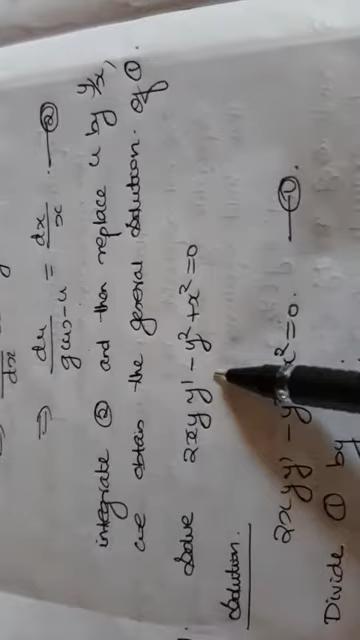 dx
⇒ du/g(u)-u = dx/x . —②
integrate ② and then replace u by y/x,
we obtain the general solution. of ①.
Solve 2xyy' - y² + x² = 0
Solution.
2xyy' - y x² = 0. —①.
Divide ① by